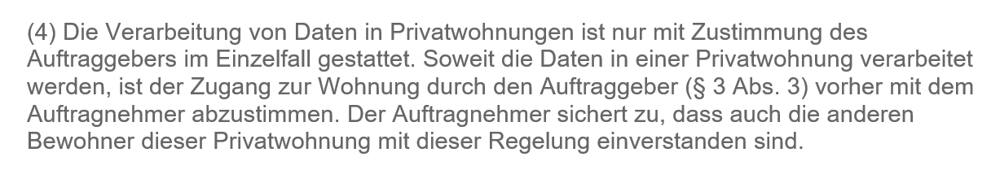 (4) Die Verarbeitung von Daten in Privatwohnungen ist nur mit Zustimmung des
Auftraggebers im Einzelfall gestattet. Soweit die Daten in einer Privatwohnung verarbeitet
werden, ist der Zugang zur Wohnung durch den Auftraggeber (§ 3 Abs. 3) vorher mit dem
Auftragnehmer abzustimmen. Der Auftragnehmer sichert zu, dass auch die anderen
Bewohner dieser Privatwohnung mit dieser Regelung einverstanden sind.